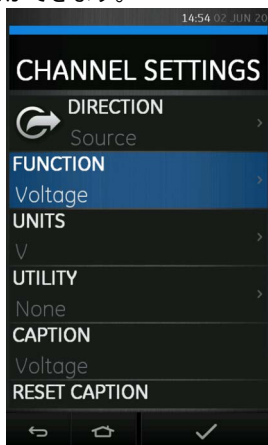 14:54 02 JUN 20
CHANNEL SETTINGS
DIRECTION
Source
FUNCTION
Voltage
UNITS
V
UTILITY
None
CAPTION
Voltage
RESET CAPTION